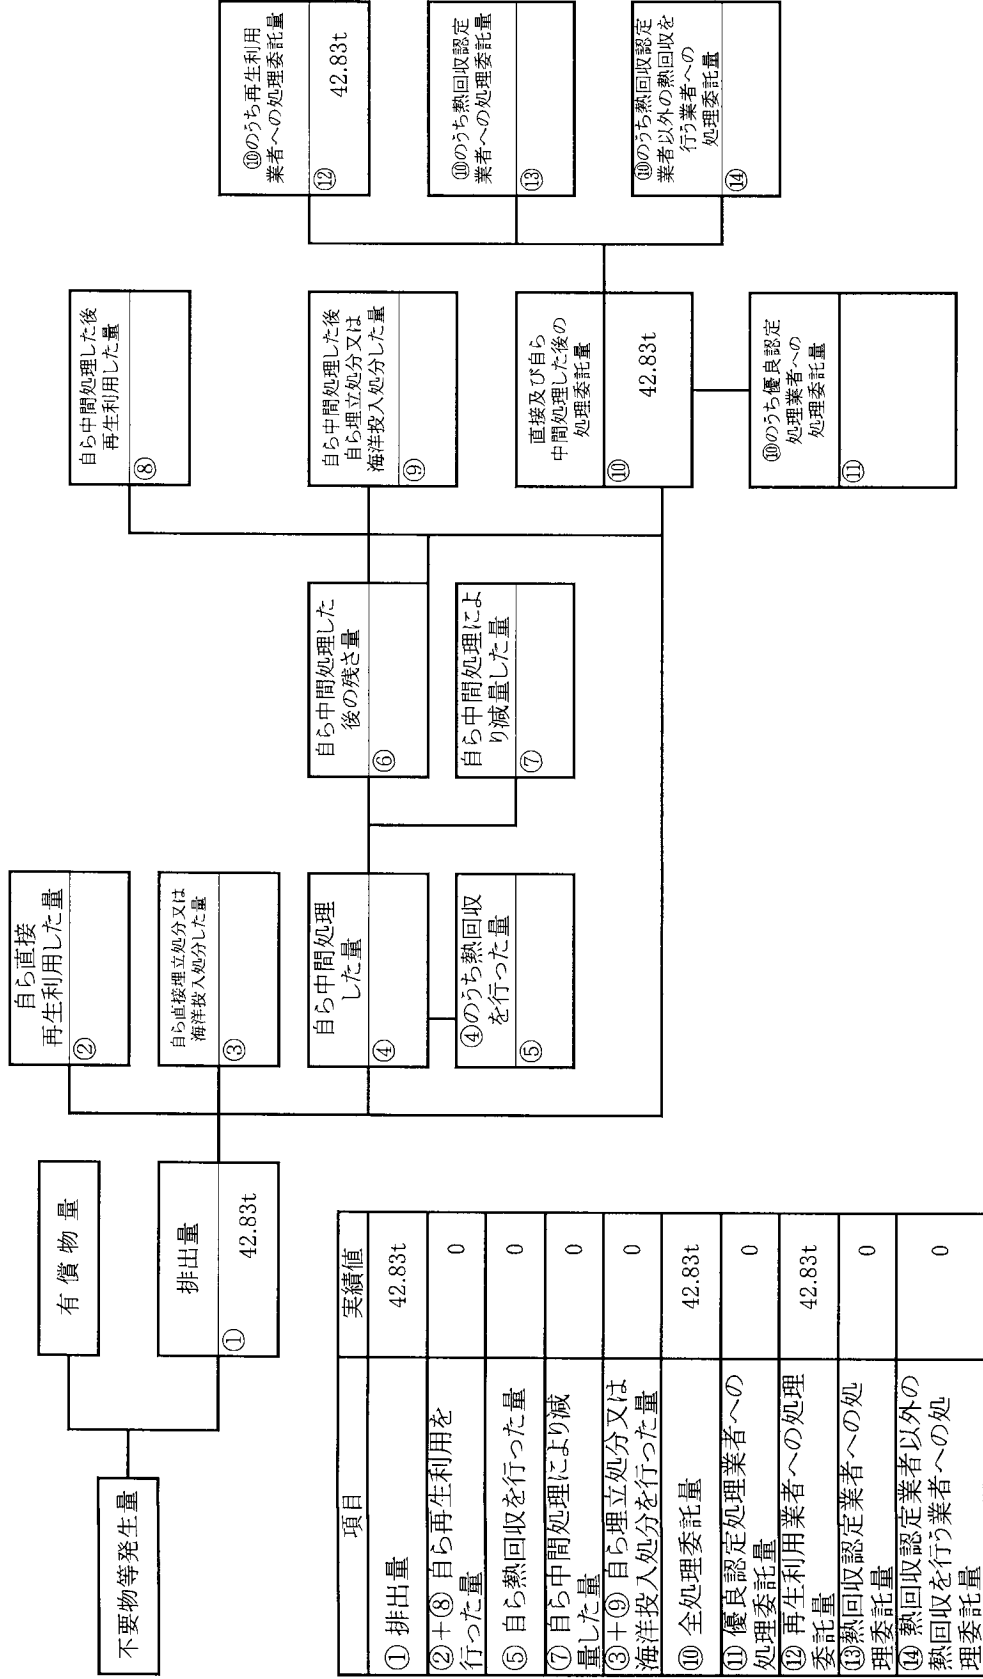 不要物等発生量
有償物量
排出量
①
42.83t
自ら直接
再生利用した量
②
自ら直接埋立処分又は
海洋投入処分した量
③
自ら中間処理
した量
④
④のうち熱回収
を行った量
⑤
自ら中間処理した
後の残さ量
⑥
自ら中間処理によ
り減量した量
⑦
自ら中間処理した後
再生利用した量
⑧
自ら中間処理した後
自ら埋立処分又は
海洋投入処分した量
⑨
直接及び自ら
中間処理した後の
処理委託量
⑩
42.83t
⑩のうち優良認定
処理業者への
処理委託量
⑪
⑩のうち再生利用
業者への処理委託量
⑫
42.83t
⑩のうち熱回収認定
業者への処理委託量
⑬
⑩のうち熱回収認定
業者以外の熱回収を
行う業者への
処理委託量
⑭
項目 実績値
① 排出量 42.83t
②+⑧ 自ら再生利用を
行った量 0
⑤ 自ら熱回収を行った量 0
⑦ 自ら中間処理により減
量した量 0
③+⑨ 自ら埋立処分又は
海洋投入処分を行った量 0
⑩ 全処理委託量 42.83t
⑪ 優良認定処理業者への
処理委託量 0
⑫ 再生利用業者への処理
委託量 42.83t
⑬熱回収認定業者への処
理委託量 0
⑭ 熱回収認定業者以外の
熱回収を行う業者への処
理委託量 0